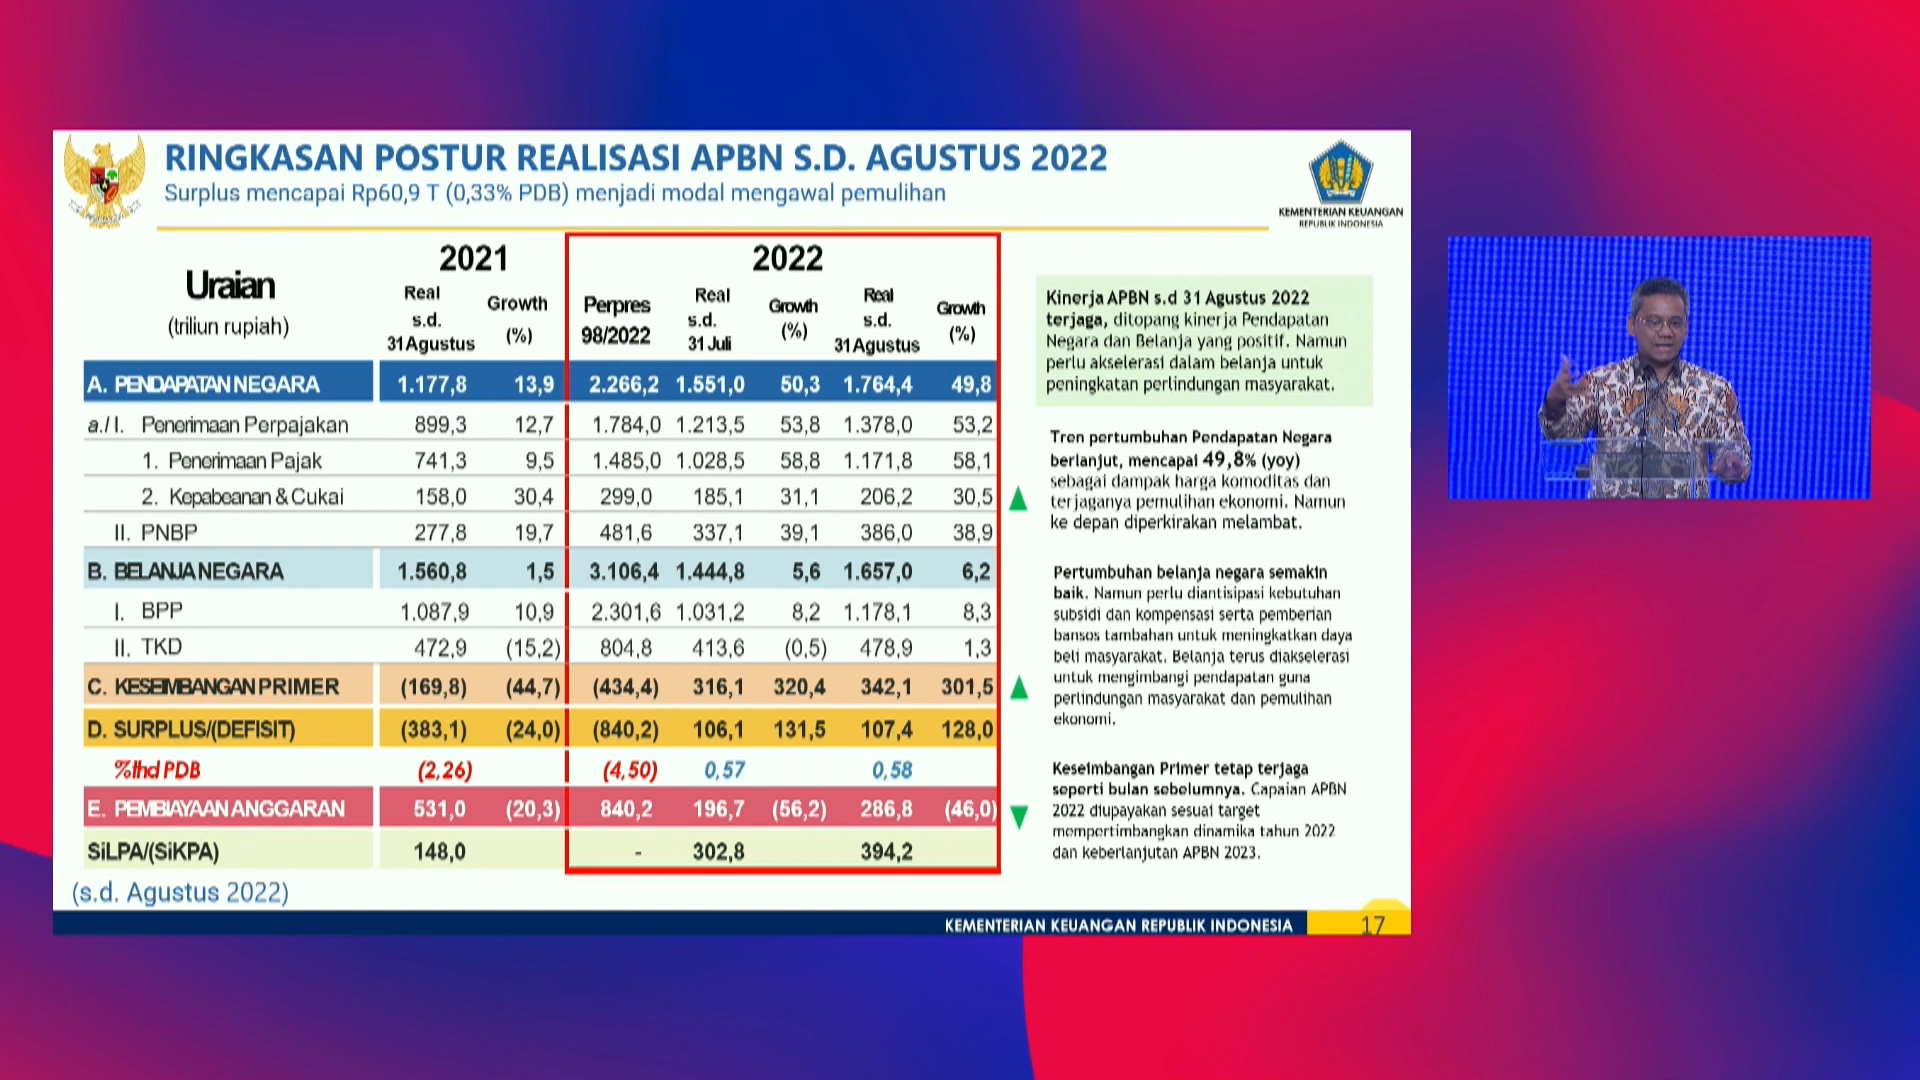 RINGKASAN POSTUR REALISASI APBN S.D. AGUSTUS 2022
Surplus mencapai Rp60,9 T (0,33% PDB) menjadi modal mengawal pemulihan
KEMENTERIAN KEUANGAN
REPUBLIK INDONESIA
Uraian
(triliun rupiah)
2021
2022
Real s.d. 31 Agustus
Growth (%)
Perpres 98/2022
Real s.d. 31 Juli
Growth (%)
Real s.d. 31 Agustus
Growth (%)
A. PENDAPATAN NEGARA 1.177,8 13,9 2.266,2 1.551,0 50,3 1.764,4 49,8
a./ I. Penerimaan Perpajakan 899,3 12,7 1.784,0 1.213,5 53,8 1.378,0 53,2
1. Penerimaan Pajak 741,3 9,5 1.485,0 1.028,5 58,8 1.171,8 58,1
2. Kepabeanan & Cukai 158,0 30,4 299,0 185,1 31,1 206,2 30,5
II. PNBP 277,8 19,7 481,6 337,1 39,1 386,0 38,9
B. BELANJA NEGARA 1.560,8 1,5 3.106,4 1.444,8 5,6 1.657,0 6,2
I. BPP 1.087,9 10,9 2.301,6 1.031,2 8,2 1.178,1 8,3
II. TKD 472,9 (15,2) 804,8 413,6 (0,5) 478,9 1,3
C. KESEIMBANGAN PRIMER (169,8) (44,7) (434,4) 316,1 320,4 342,1 301,5
D. SURPLUS/(DEFISIT) (383,1) (24,0) (840,2) 106,1 131,5 107,4 128,0
%thd PDB (2,26) (4,50) 0,57 0,58
E. PEMBIAYAAN ANGGARAN 531,0 (20,3) 840,2 196,7 (56,2) 286,8 (46,0)
SiLPA/(SiKPA) 148,0 - 302,8 394,2
(s.d. Agustus 2022)
Kinerja APBN s.d 31 Agustus 2022
terjaga, ditopang kinerja Pendapatan
Negara dan Belanja yang positif. Namun
perlu akselerasi dalam belanja untuk
peningkatan perlindungan masyarakat.
Tren pertumbuhan Pendapatan Negara
berlanjut, mencapai 49,8% (yoy)
sebagai dampak harga komoditas dan
terjaganya pemulihan ekonomi. Namun
ke depan diperkirakan melambat.
Pertumbuhan belanja negara semakin
baik. Namun perlu diantisipasi kebutuhan
subsidi dan kompensasi serta pemberian
bansos tambahan untuk meningkatkan daya
beli masyarakat. Belanja terus diakselerasi
untuk mengimbangi pendapatan guna
perlindungan masyarakat dan pemulihan
ekonomi.
Keseimbangan Primer tetap terjaga
seperti bulan sebelumnya. Capaian APBN
2022 diupayakan sesuai target
mempertimbangkan dinamika tahun 2022
dan keberlanjutan APBN 2023.
KEMENTERIAN KEUANGAN REPUBLIK INDONESIA
17